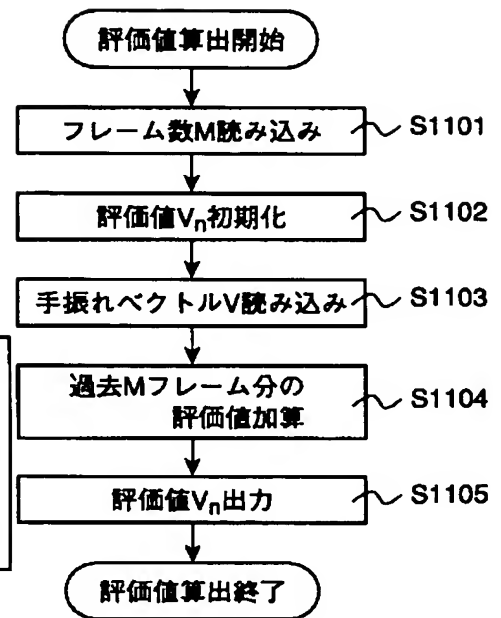 評価値算出開始
フレーム数M読み込み S1101
評価値Vn初期化 S1102
手振れベクトルV読み込み S1103
過去Mフレーム分の
評価値加算 S1104
評価値Vn出力 S1105
評価値算出終了